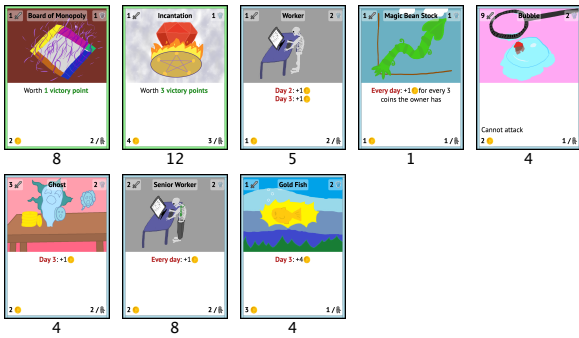 1 Board of Monopoly 1
Worth 1 victory point
2 2 /
8
1 Incantation 1
Worth 3 victory points
4 3 /
12
1 Worker 2
Day 2: +1
Day 3: +1
1 2 /
5
1 Magic Bean Stock 1
Every day: +1 for every 3
coins the owner has
1 1 /
1
9 Bubble 2
Cannot attack
2 1 /
4
3 Ghost 2
Day 3: +1
2 2 /
4
2 Senior Worker 2
Every day: +1
2 2 /
8
1 Gold Fish 2
Day 3: +4
3 1 /
4